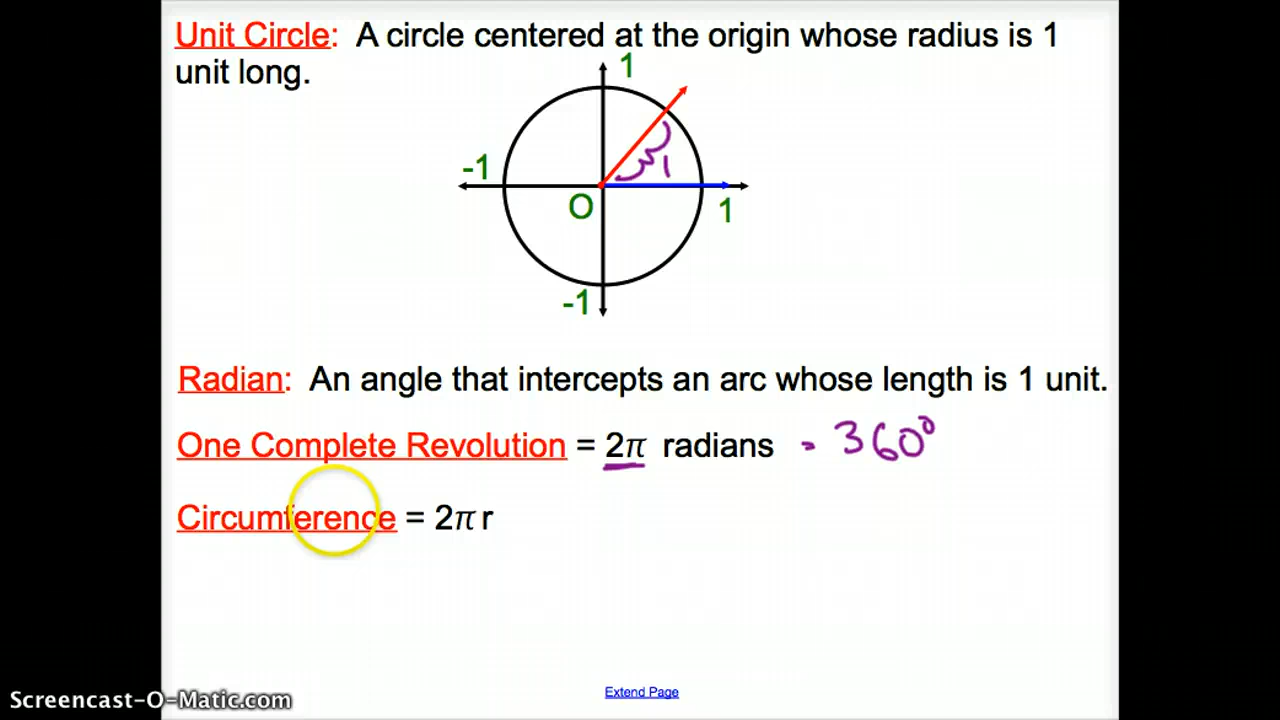 Unit Circle: A circle centered at the origin whose radius is 1
unit long.
1
-1
1
O
1
-1
Radian: An angle that intercepts an arc whose length is 1 unit.
One Complete Revolution = 2π radians = 360°
Circumference = 2π r
Extend Page
Screencast-O-Matic.com